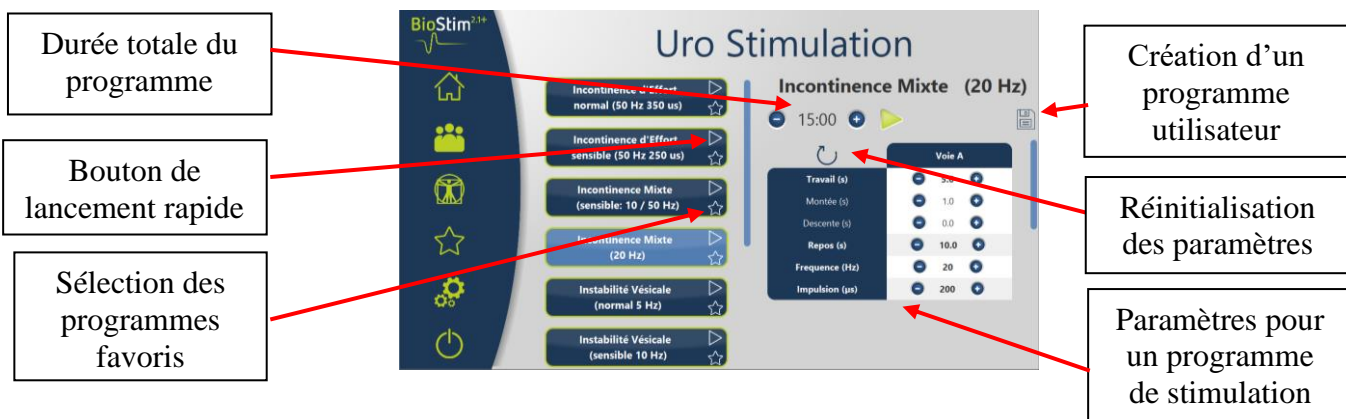 Durée totale du
programme
Bouton de
lancement rapide
Sélection des
programmes
favoris
BioStim2.1+
Uro Stimulation
Incontinence d'Effort
normal (50 Hz 350 us)
Incontinence d'Effort
sensible (50 Hz 250 us)
Incontinence Mixte
(sensible: 10 / 50 Hz)
Incontinence Mixte
(20 Hz)
Instabilité Vésicale
(normal 5 Hz)
Instabilité Vésicale
(sensible 10 Hz)
Incontinence Mixte (20 Hz)
15:00
Voie A
Travail (s)
Montée (s) 1.0
Descente (s) 0.0
Repos (s) 10.0
Frequence (Hz) 20
Impulsion (µs) 200
Création d’un
programme
utilisateur
Réinitialisation
des paramètres
Paramètres pour
un programme
de stimulation